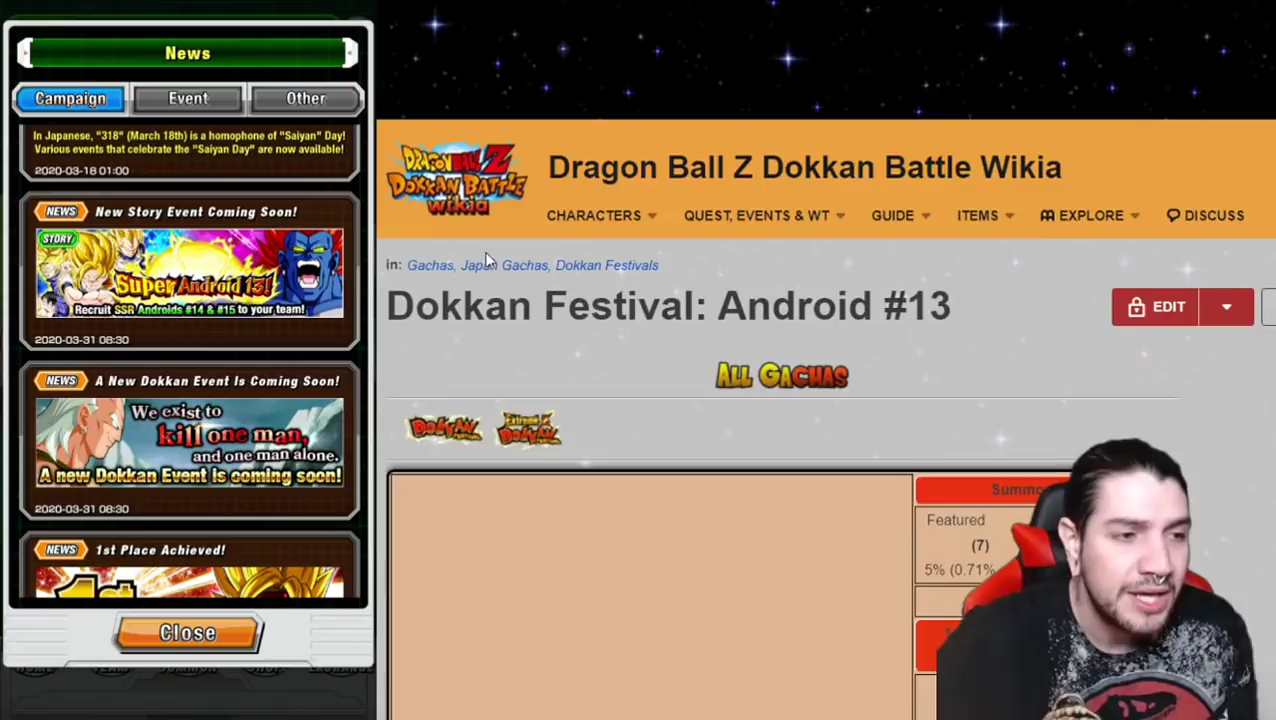 News
Campaign
Event
Other
In Japanese, "318" (March 18th) is a homophone of "Saiyan" Day!
Various events that celebrate the "Saiyan Day" are now available!
2020-03-18 01:00
NEWS
New Story Event Coming Soon!
STORY
Super Android 13!
Recruit SSR Androids #14 & #15 to your team!
2020-03-31 08:30
NEWS
A New Dokkan Event Is Coming Soon!
We exist to
kill one man,
and one man alone.
A new Dokkan Event is coming soon!
2020-03-31 08:30
NEWS
1st Place Achieved!
1st
Close
DRAGON BALL Z
DOKKAN BATTLE
wikia
Dragon Ball Z Dokkan Battle Wikia
CHARACTERS
QUEST, EVENTS & WT
GUIDE
ITEMS
EXPLORE
DISCUSS
in: Gachas, Japan Gachas, Dokkan Festivals
Dokkan Festival: Android #13
EDIT
ALL GACHAS
DOKKAN
FESTIVAL
Extreme Z
DOKKAN
FESTIVAL
Featured
(7)
5% (0.71%